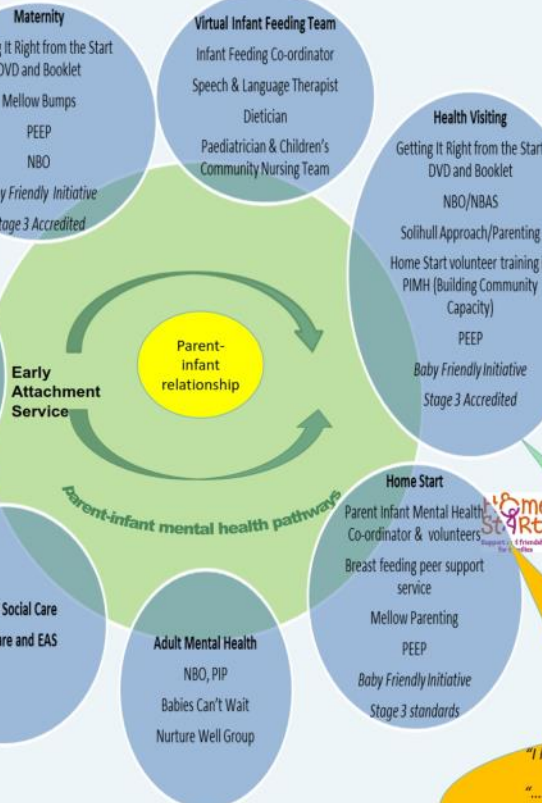 Maternity
It Right from the Start
DVD and Booklet
Mellow Bumps
PEEP
NBO
Friendly Initiative
Stage 3 Accredited
Virtual Infant Feeding Team
Infant Feeding Co-ordinator
Speech & Language Therapist
Dietician
Paediatrician & Children's
Community Nursing Team
Health Visiting
Getting It Right from the Start
DVD and Booklet
NBO/NBAS
Solihull Approach/Parenting
Home Start volunteer training
PIMH (Building Community
Capacity)
PEEP
Baby Friendly Initiative
Stage 3 Accredited
Parent-
infant
relationship
Early
Attachment
Service
parent-infant mental health pathways
Home Start
Parent Infant Mental Health
Co-ordinator & volunteers
Breast feeding peer support
service
Mellow Parenting
PEEP
Baby Friendly Initiative
Stage 3 standards
Social Care
and EAS
Adult Mental Health
NBO, PIP
Babies Can't Wait
Nurture Well Group
"I
"...